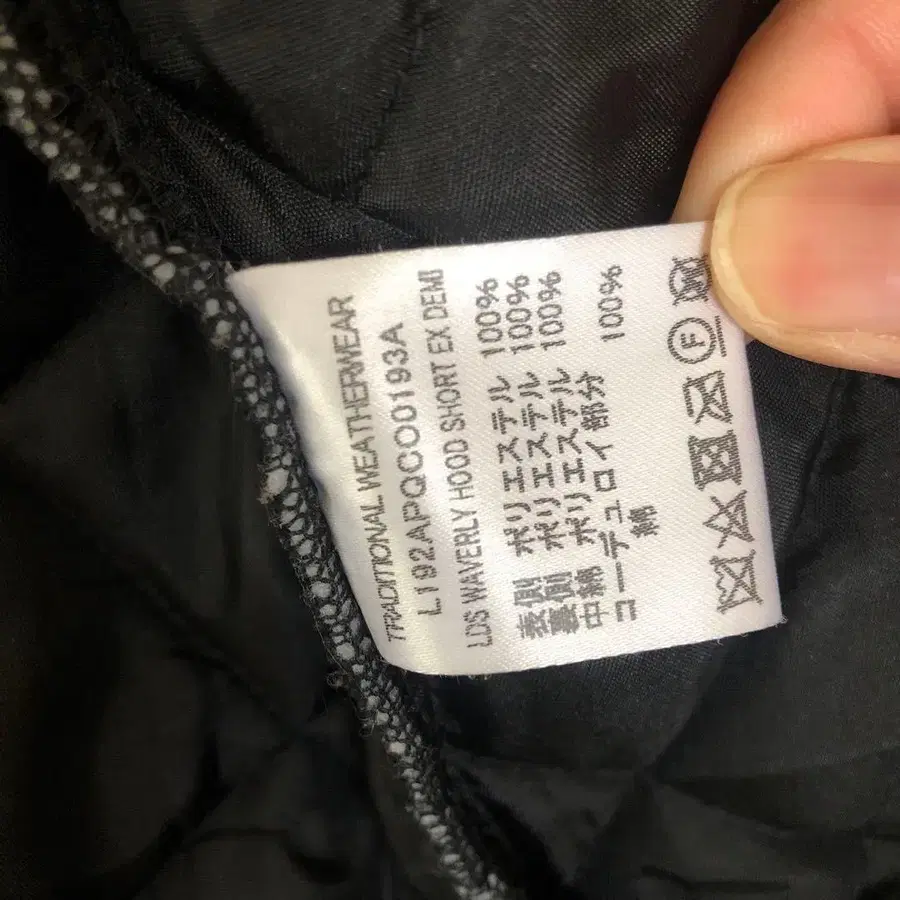 TRADITIONAL WEATHERWEAR
L192APQCO0193A
LDS WAVERLY HOOD SHORT EX DEMI
表側 ポリエステル 100%
裏側 ポリエステル 100%
中綿 ポリエステル 100%
コーデュロイ部分
綿 100%
F